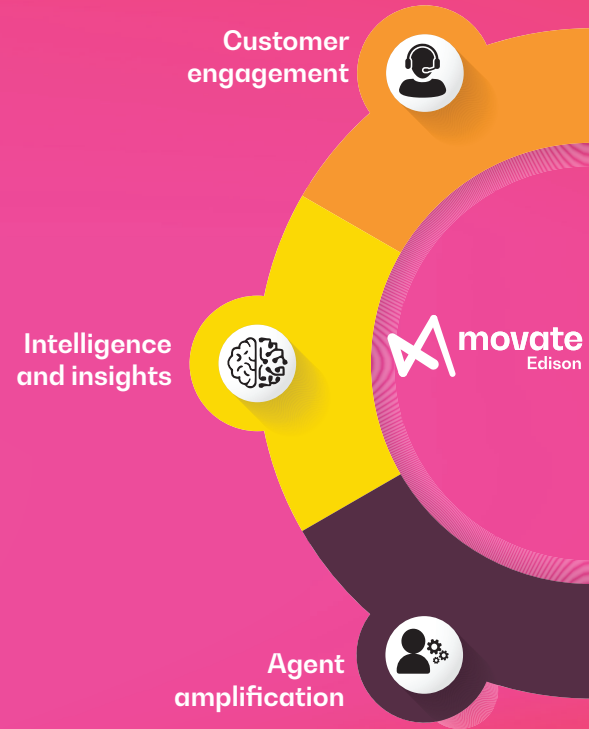 Customer
engagement
Intelligence
and insights
movate
Edison
Agent
amplification